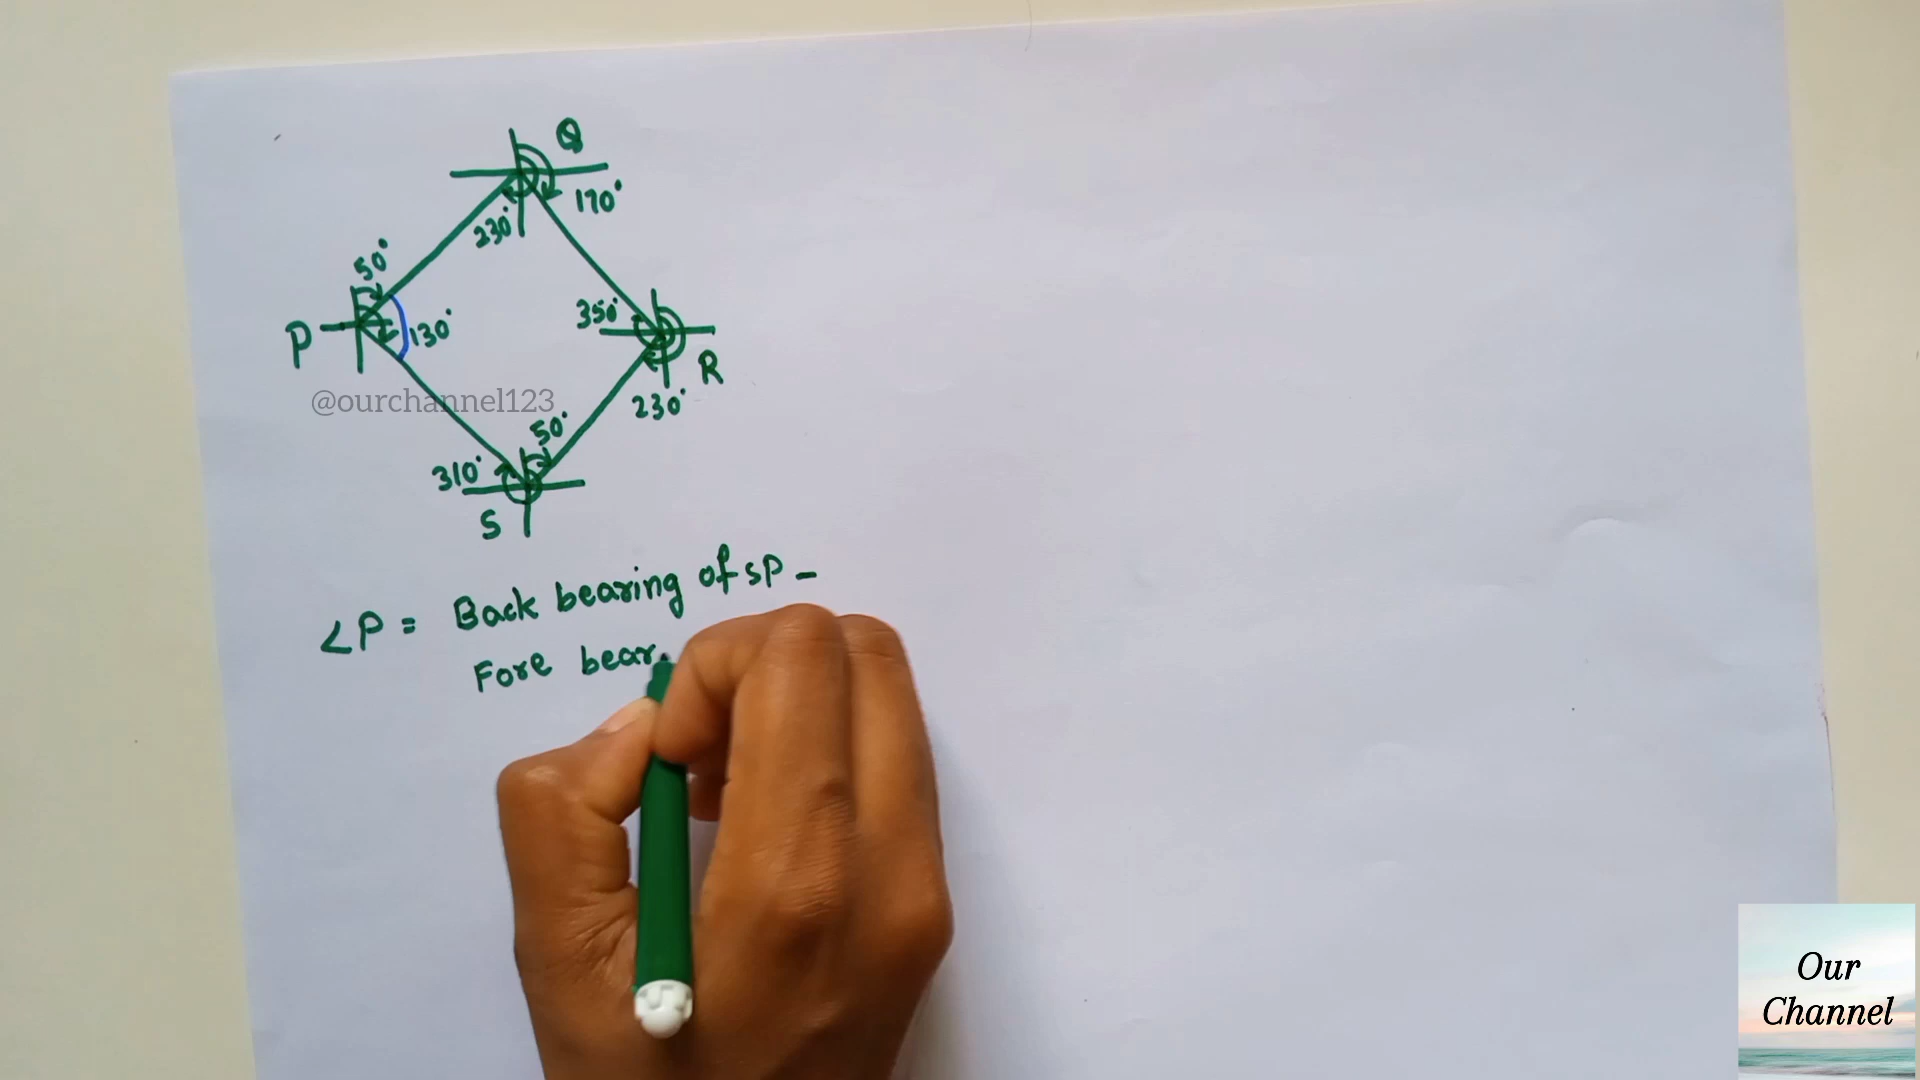 Q
170°
230°
50°
P
130°
350°
R
230°
@ourchannel123
50°
310°
S
∠P = Back bearing of SP -
Fore bear
Our
Channel